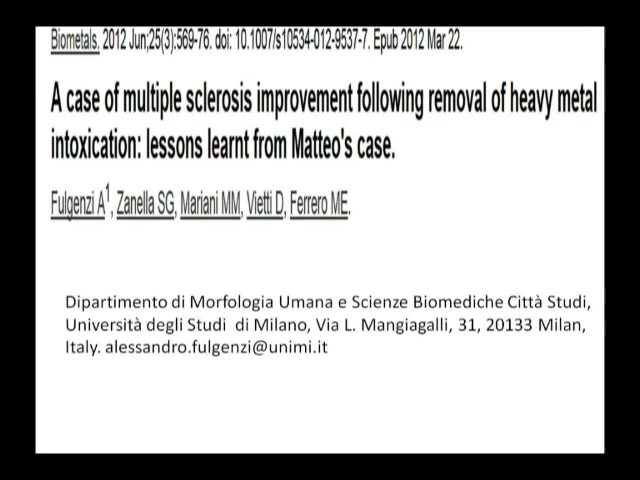 Biometals. 2012 Jun;25(3):569-76. doi: 10.1007/s10534-012-9537-7. Epub 2012 Mar 22.
A case of multiple sclerosis improvement following removal of heavy metal
intoxication: lessons learnt from Matteo's case.
Fulgenzi A1, Zanella SG, Mariani MM, Vietti D, Ferrero ME.
Dipartimento di Morfologia Umana e Scienze Biomediche Città Studi,
Università degli Studi di Milano, Via L. Mangiagalli, 31, 20133 Milan,
Italy. alessandro.fulgenzi@unimi.it